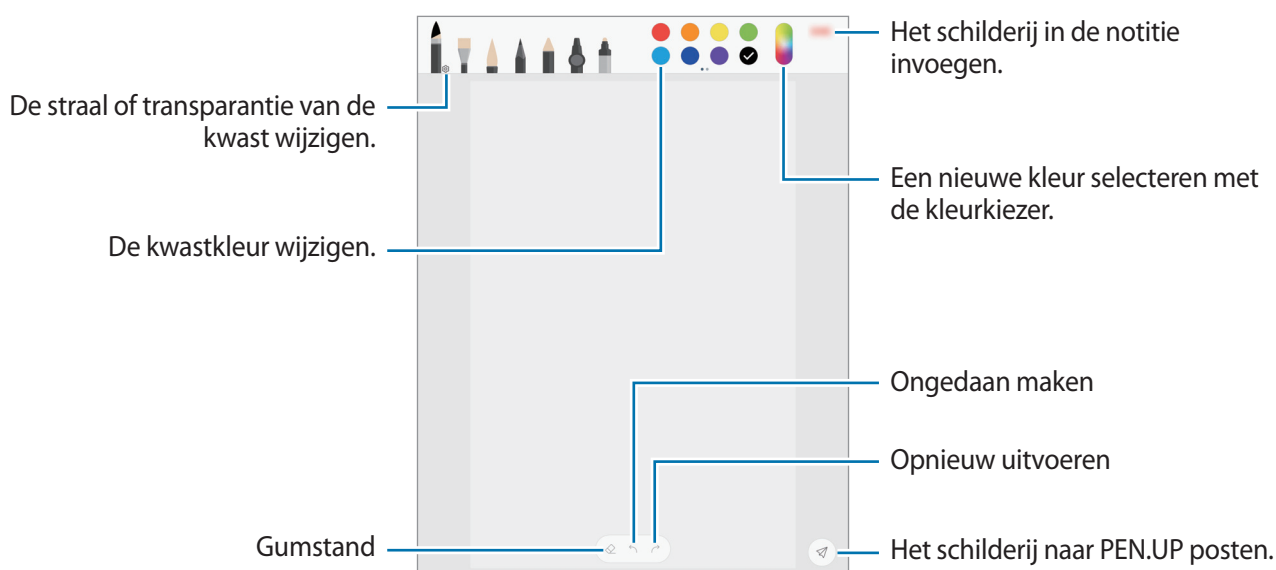 Het schilderij in de notitie
invoegen.
De straal of transparantie van de
kwast wijzigen.
Een nieuwe kleur selecteren met
de kleurkiezer.
De kwastkleur wijzigen.
Ongedaan maken
Opnieuw uitvoeren
Gumstand
Het schilderij naar PEN.UP posten.